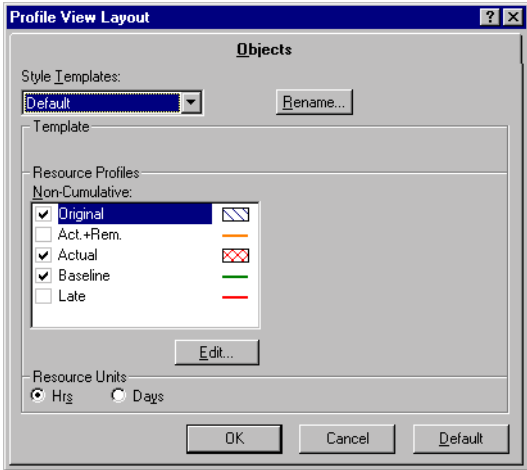 Profile View Layout
Objects
Style Templates:
Default
Rename...
Template
Resource Profiles
Non-Cumulative:
Original
Act.+Rem.
Actual
Baseline
Late
Edit...
Resource Units
Hrs Days
OK Cancel Default